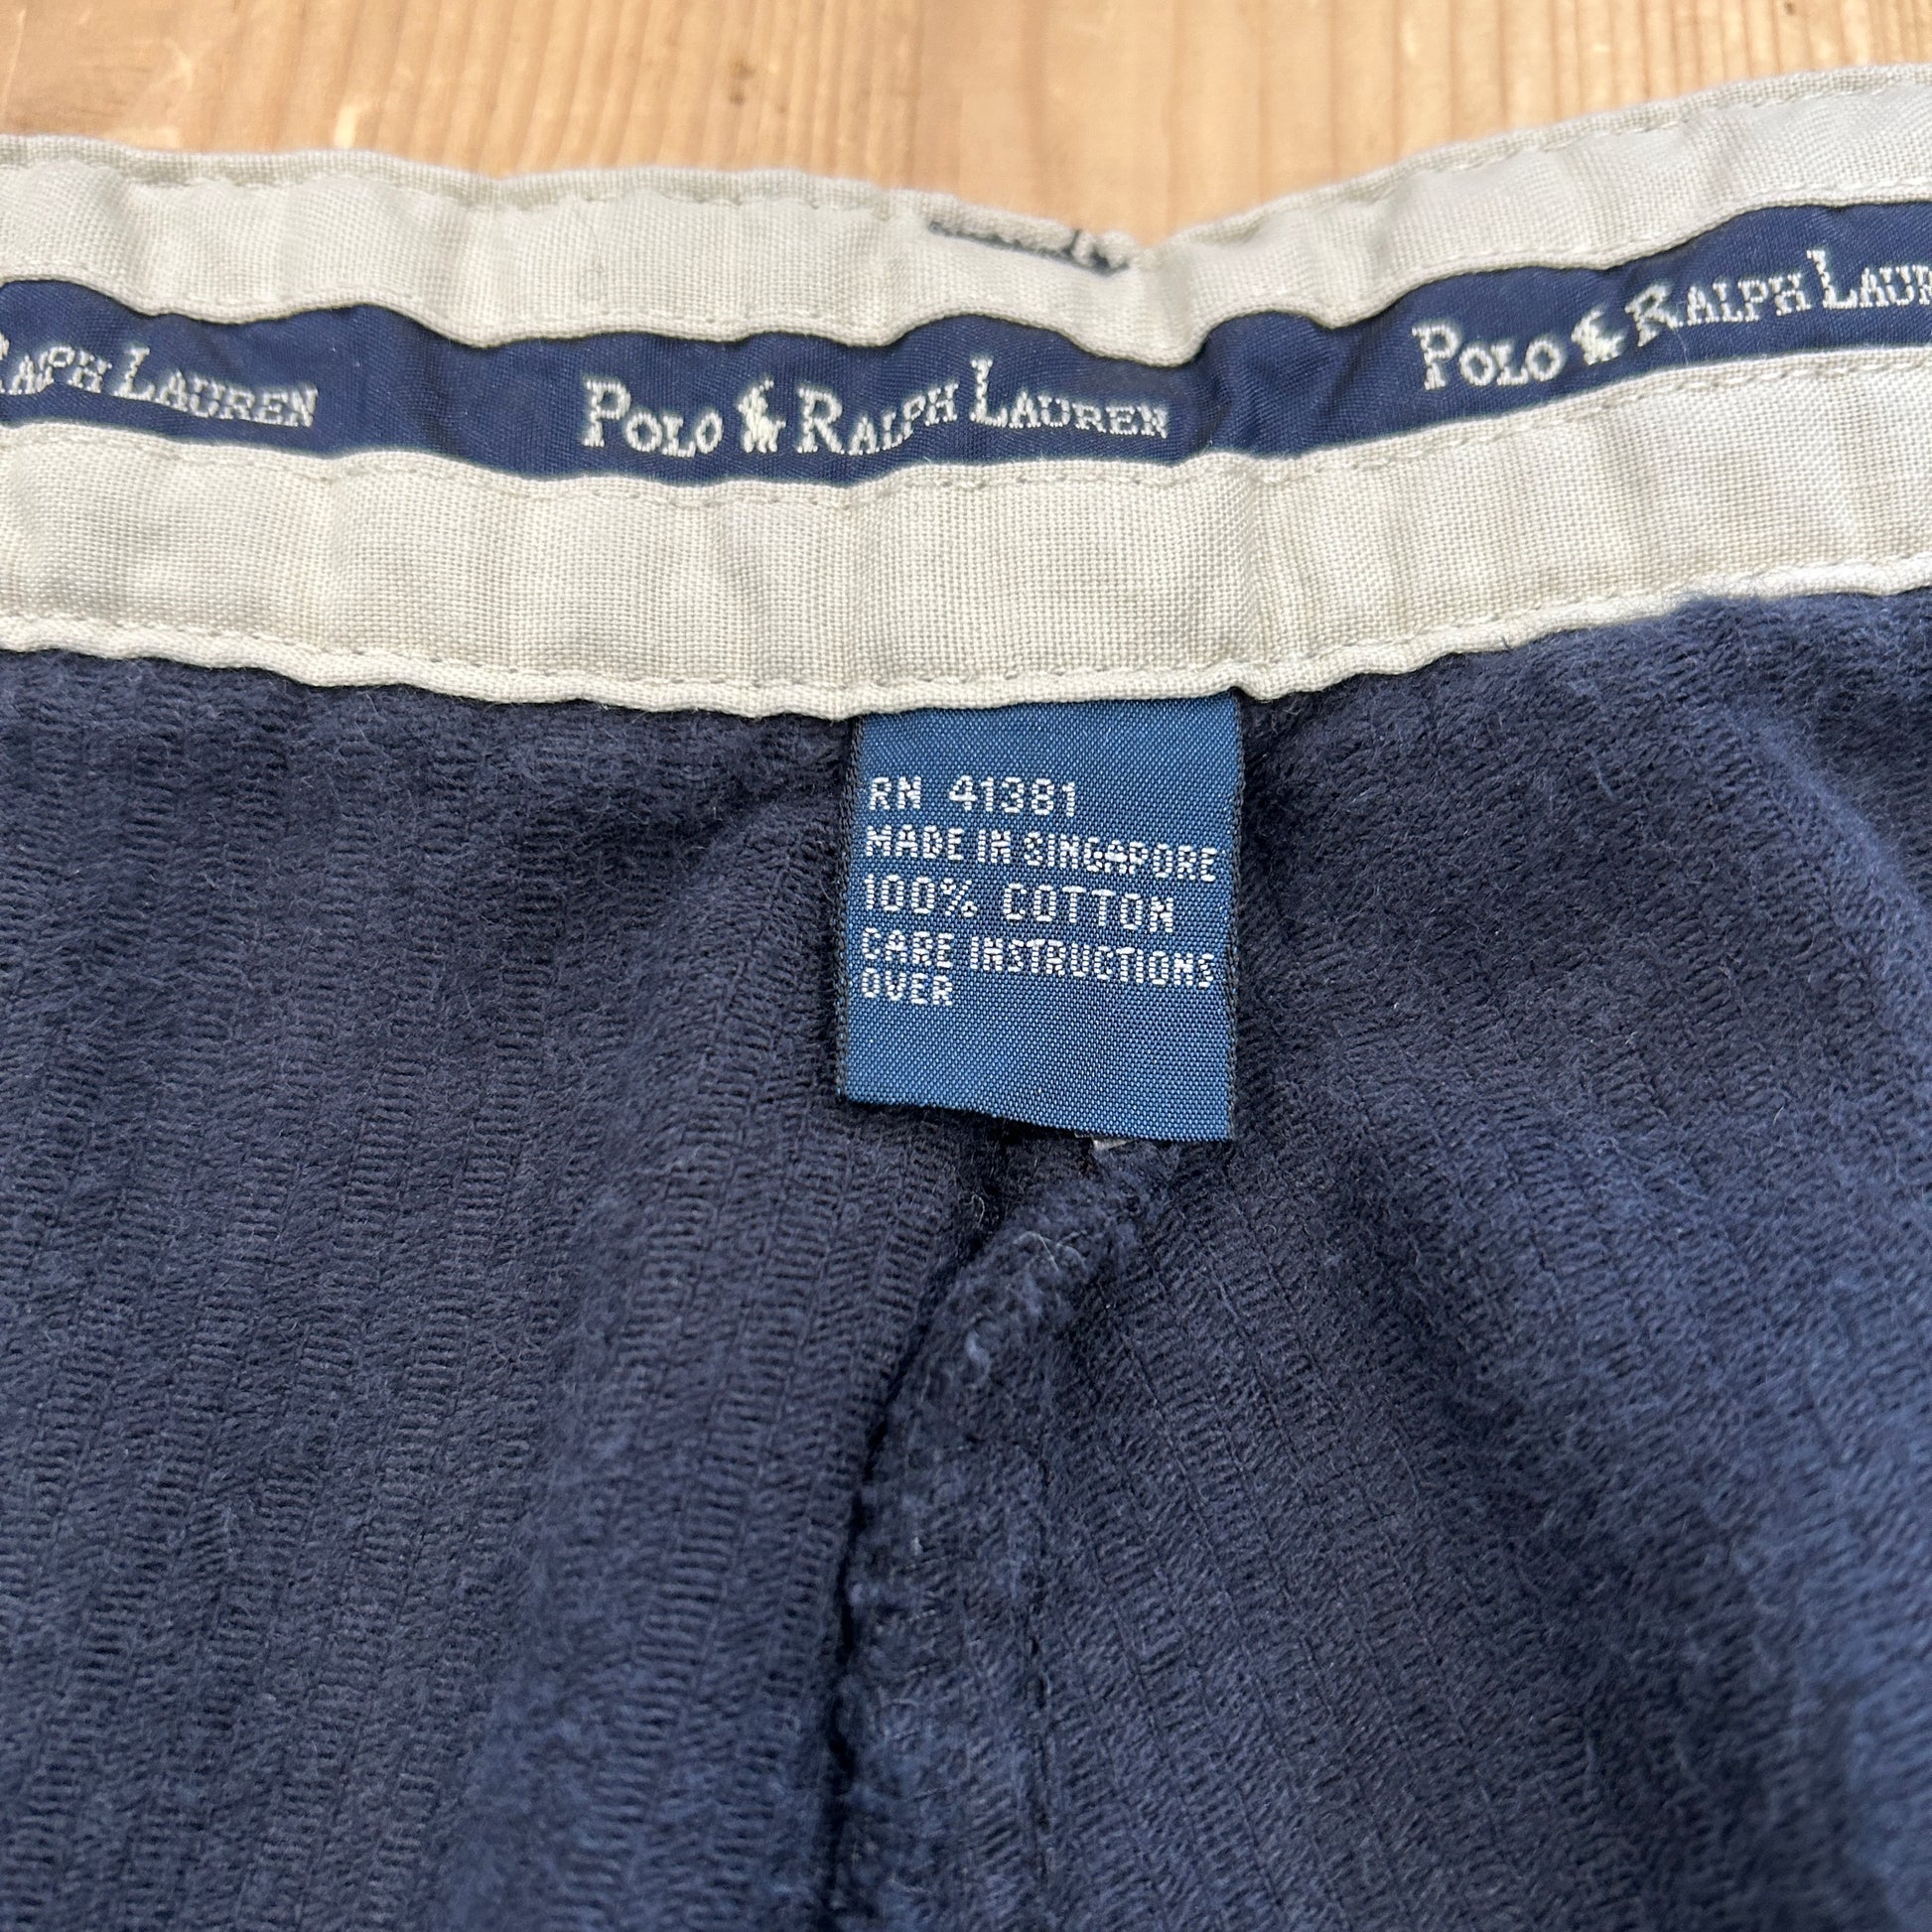 RALPH LAUREN
POLO RALPH LAUREN
POLO RALPH LAUR
RN 41381
MADE IN SINGAPORE
100% COTTON
CARE INSTRUCTIONS
OVER